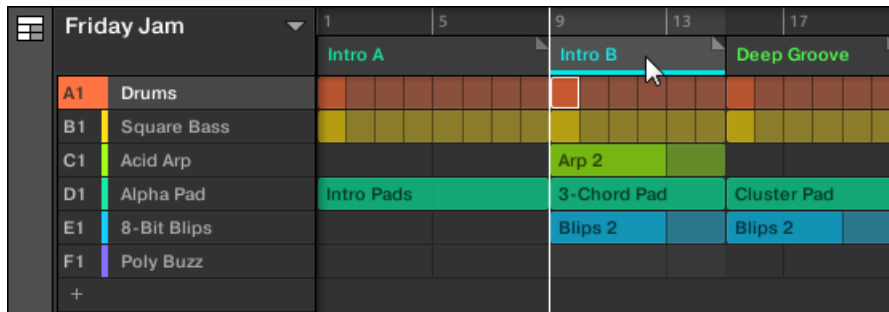 Friday Jam
1 5 9 13 17
Intro A Intro B Deep Groove
A1 Drums
B1 Square Bass
C1 Acid Arp Arp 2
D1 Alpha Pad Intro Pads 3-Chord Pad Cluster Pad
E1 8-Bit Blips Blips 2 Blips 2
F1 Poly Buzz
+